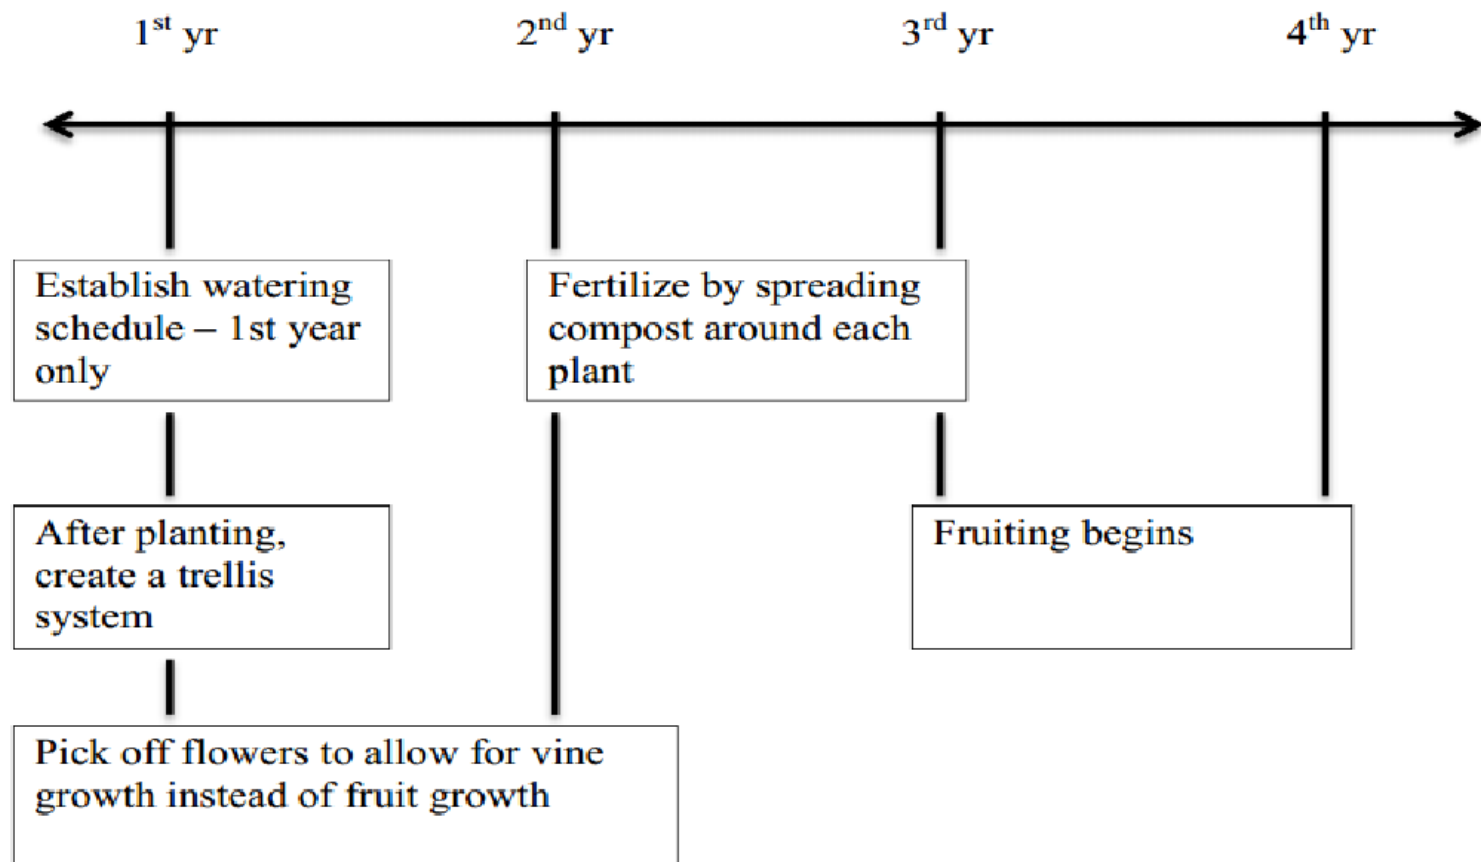 1st yr 2nd yr 3rd yr 4th yr
Establish watering
schedule – 1st year
only
Fertilize by spreading
compost around each
plant
After planting,
create a trellis
system
Fruiting begins
Pick off flowers to allow for vine
growth instead of fruit growth